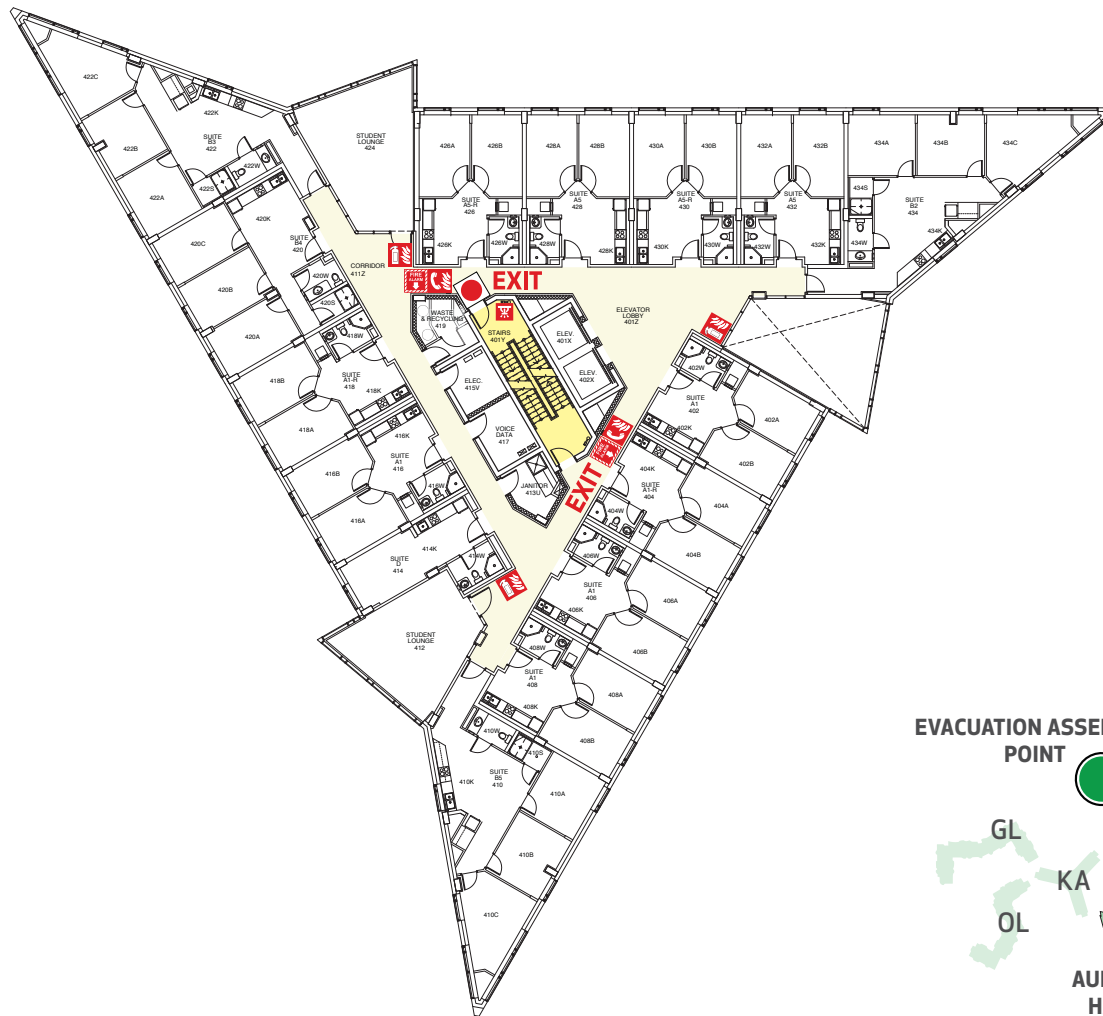 422C
422K
SUITE
B3
422
422B
422W
422S
422A
STUDENT
LOUNGE
424
426A
426B
428A
428B
430A
430B
432A
432B
434A
434B
434C
SUITE
A5-R
426
SUITE
A5
428
SUITE
A5-R
430
SUITE
A5
432
434S
SUITE
B2
434
426K
426W
428W
428K
430K
430W
432W
432K
434W
434K
420K
420C
SUITE
B4
420
420W
420B
420S
420A
CORRIDOR
411Z
FIRE
ALARM
EXIT
WASTE
& RECYCLING
419
STAIRS
401Y
ELEV.
401X
ELEV.
402X
ELEVATOR
LOBBY
401Z
418W
418B
SUITE
A1-R
418
418K
418A
ELEC.
415V
VOICE
DATA
417
JANITOR
413U
EXIT
402W
SUITE
A1
402
402A
402K
402B
416K
416B
SUITE
A1
416
416W
416A
404K
SUITE
A1-R
404
404A
404W
404B
414K
SUITE
D
414
414W
406W
SUITE
A1
406
406A
406K
406B
STUDENT
LOUNGE
412
408W
SUITE
A1
408
408A
408K
408B
410W
410S
410K
SUITE
B5
410
410A
410B
410C
EVACUATION ASSE
POINT
GL
KA
OL
AU
H